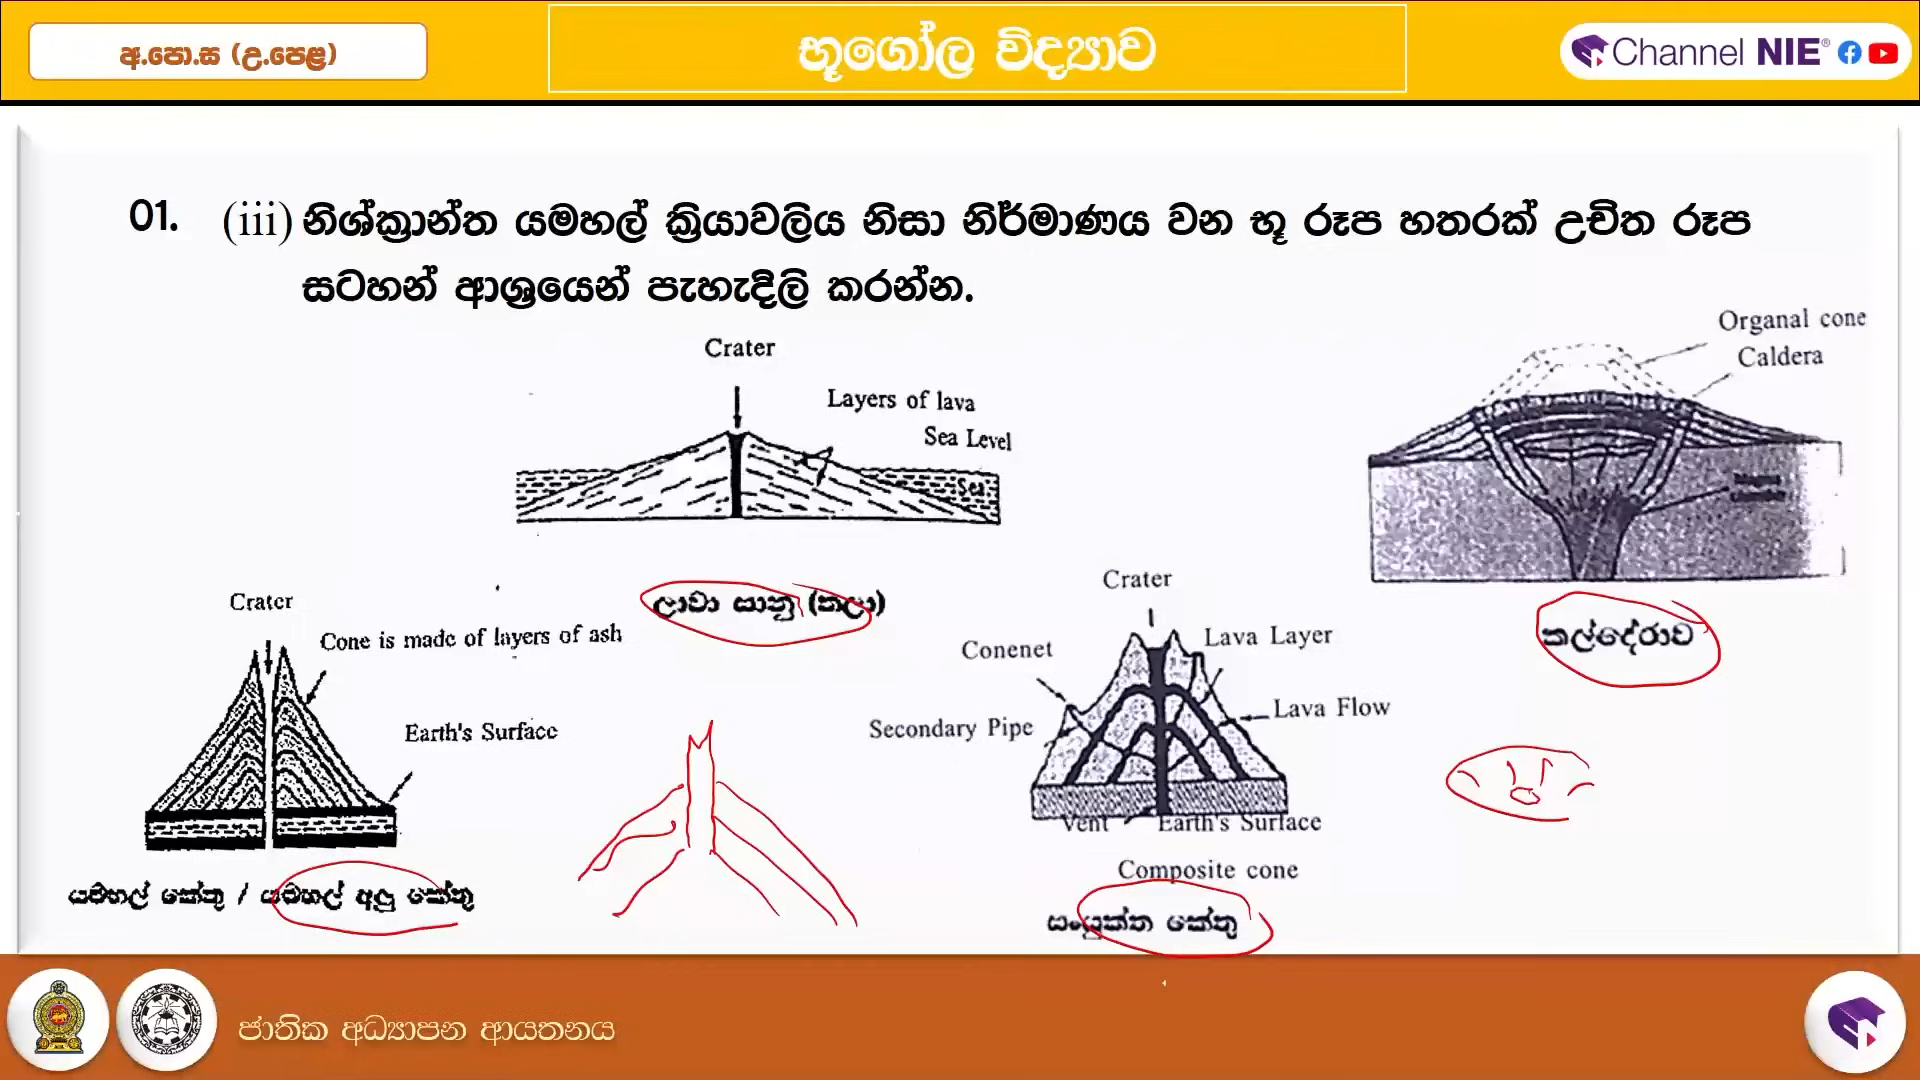 අ.පො.ස (උ.පෙළ)
භූගෝල විද්‍යාව
Channel NIE
01. (iii) නිශ්ක්‍රාන්ත යමහල් ක්‍රියාවලිය නිසා නිර්මාණය වන භූ රූප හතරක් උචිත රූප
සටහන් ආශ්‍රයෙන් පැහැදිලි කරන්න.
Crater
Layers of lava
Sea Level
Sea
ලාවා සානු (තලා)
Organal cone
Caldera
කල්දේරාව
Crater
Cone is made of layers of ash
Earth's Surface
යමහල් කේතු / යමහල් අලු කේතු
Crater
Conenet
Lava Layer
Secondary Pipe
Lava Flow
Vent
Earth's Surface
Composite cone
සංයුක්ත කේතු
ජාතික අධ්‍යාපන ආයතනය